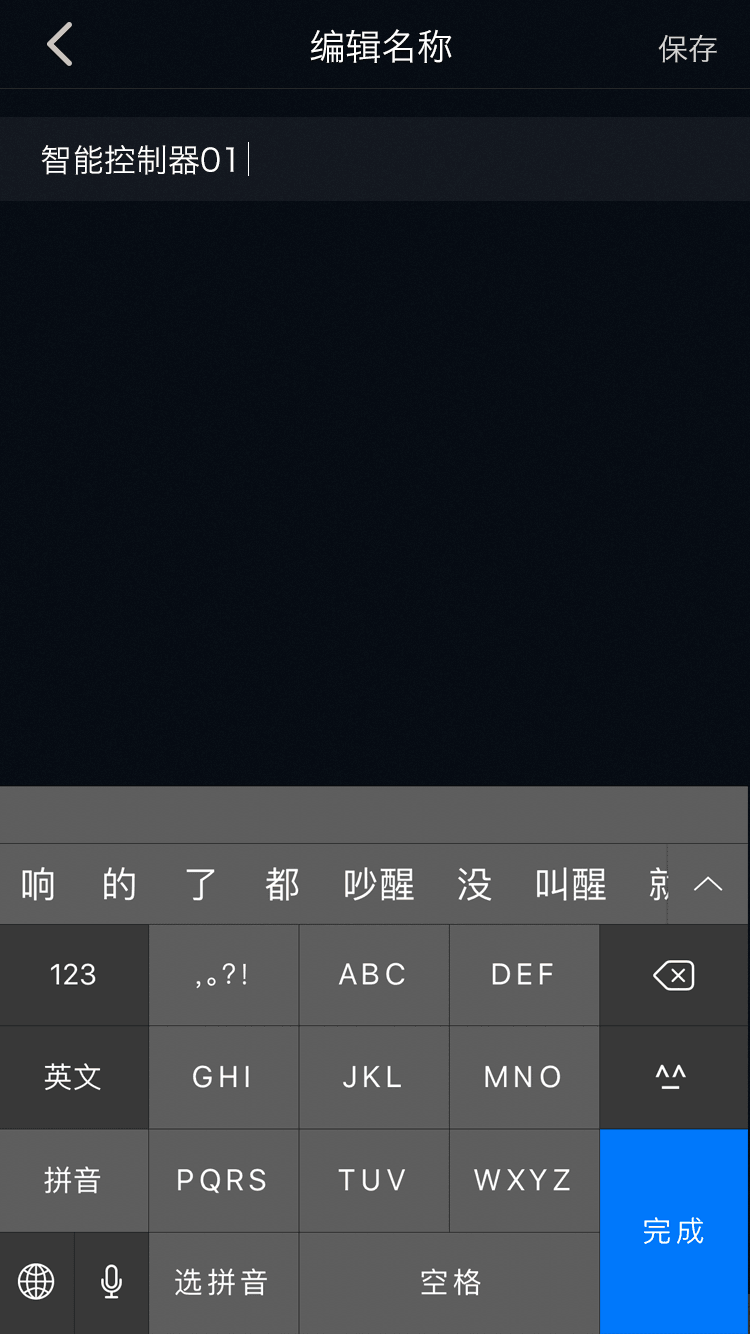 编辑名称 保存
智能控制器01
响 的 了 都 吵醒 没 叫醒 就
123 ,。?! ABC DEF
英文 GHI JKL MNO ^^
拼音 PQRS TUV WXYZ
完成
选拼音 空格